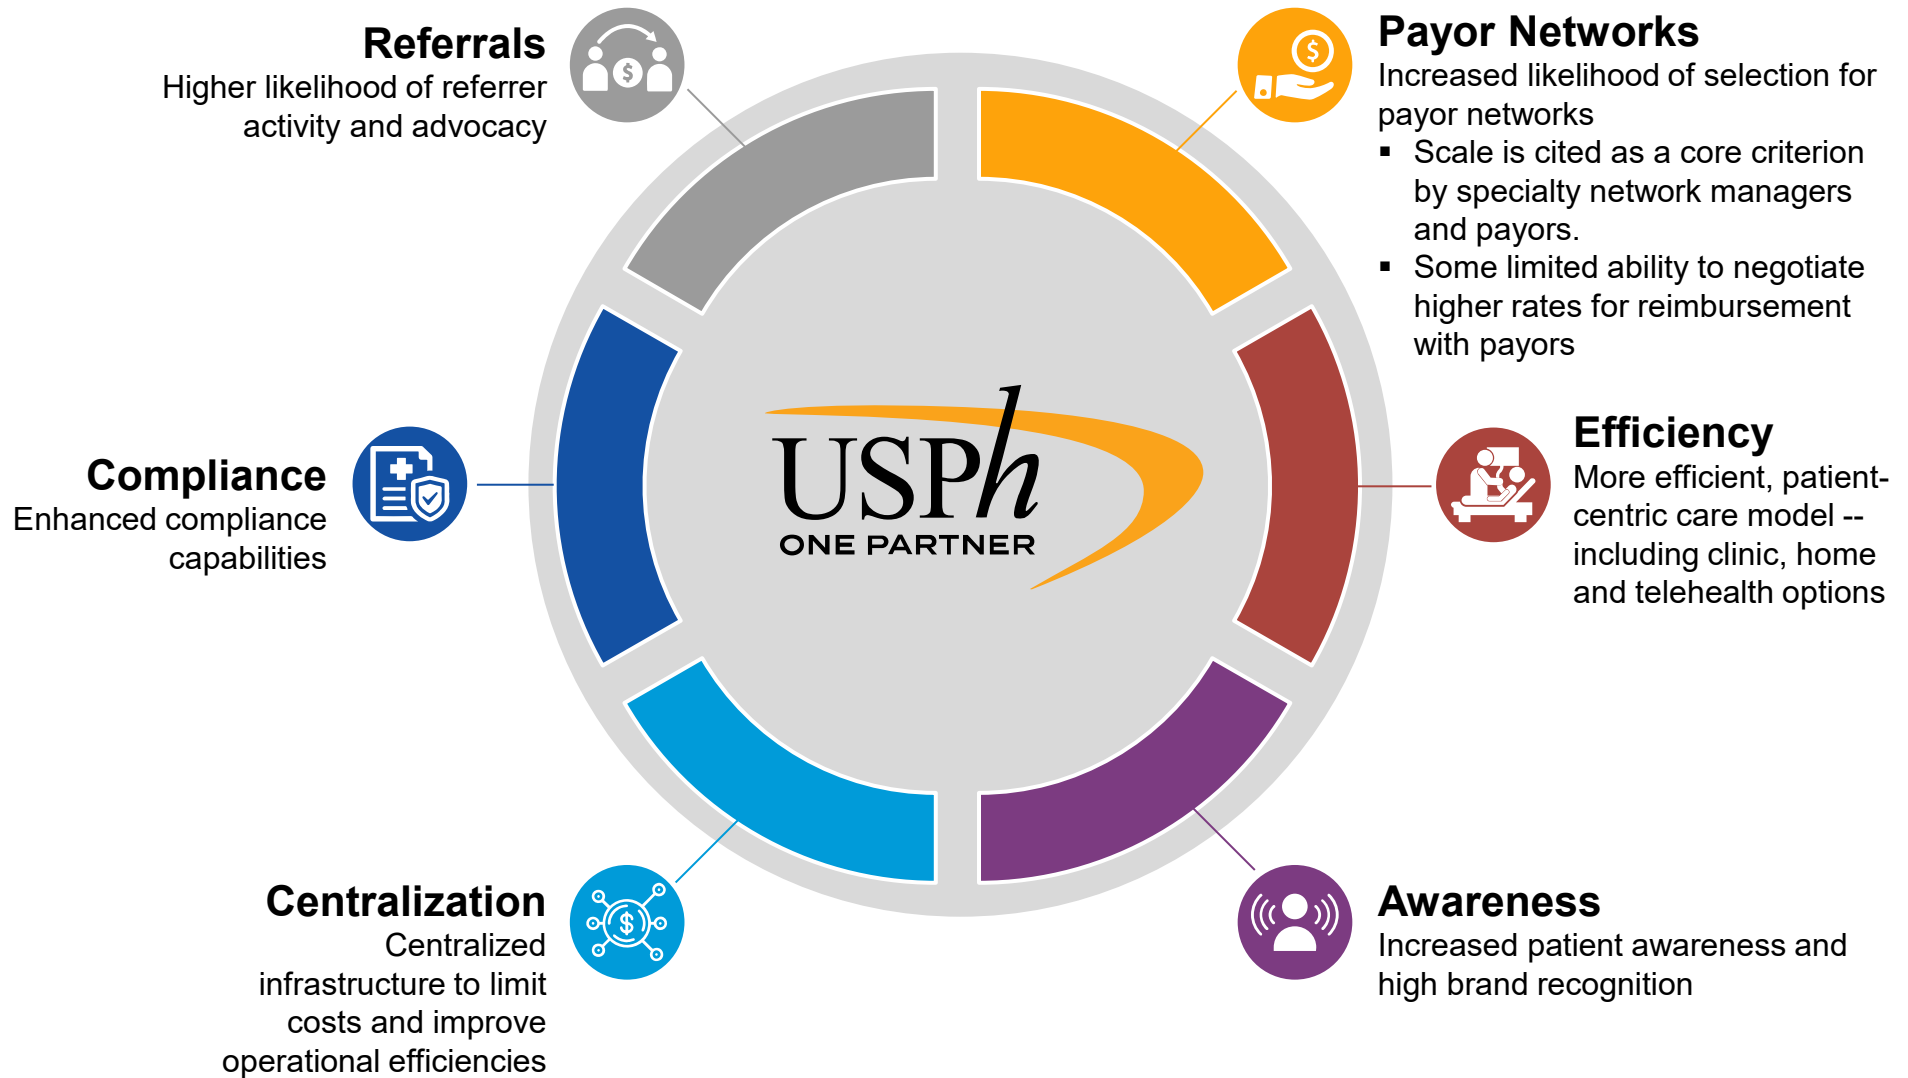 Referrals
Higher likelihood of referrer
activity and advocacy
Payor Networks
Increased likelihood of selection for
payor networks
▪ Scale is cited as a core criterion
by specialty network managers
and payors.
▪ Some limited ability to negotiate
higher rates for reimbursement
with payors
Compliance
Enhanced compliance
capabilities
USPh
ONE PARTNER
Efficiency
More efficient, patient-
centric care model --
including clinic, home
and telehealth options
Centralization
Centralized
infrastructure to limit
costs and improve
operational efficiencies
Awareness
Increased patient awareness and
high brand recognition